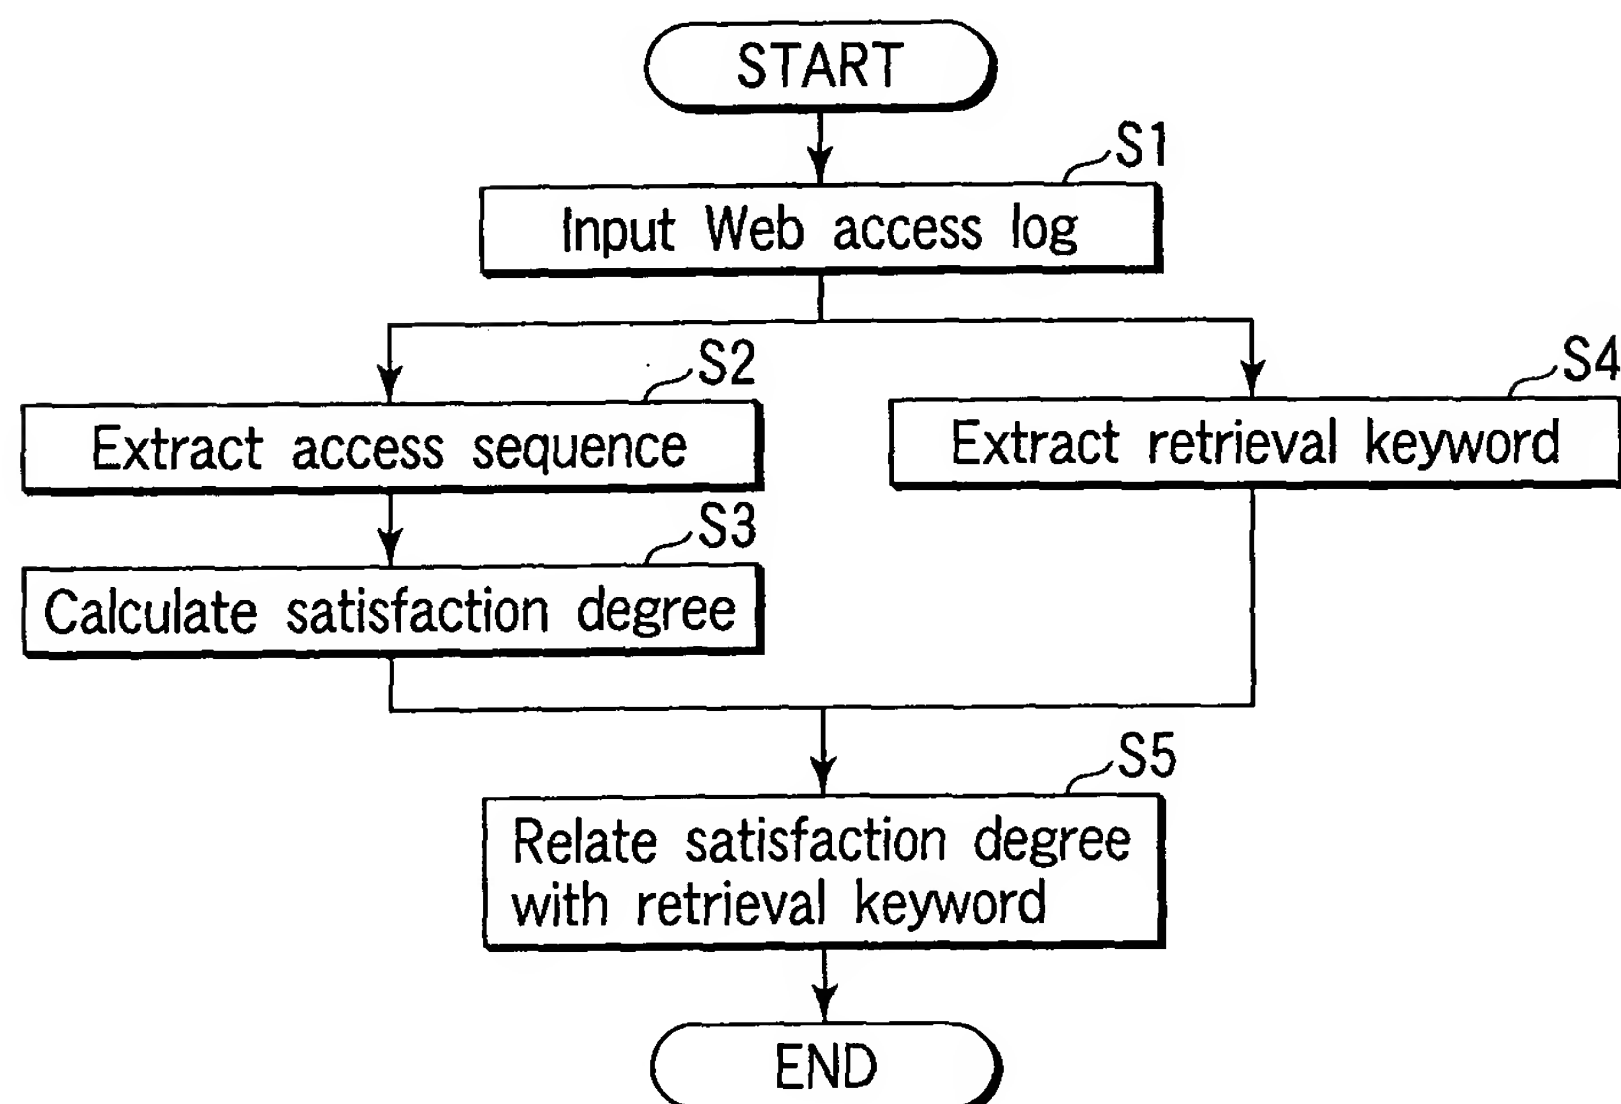 START
S1
Input Web access log
S2
S4
Extract access sequence
Extract retrieval keyword
S3
Calculate satisfaction degree
S5
Relate satisfaction degree
with retrieval keyword
END